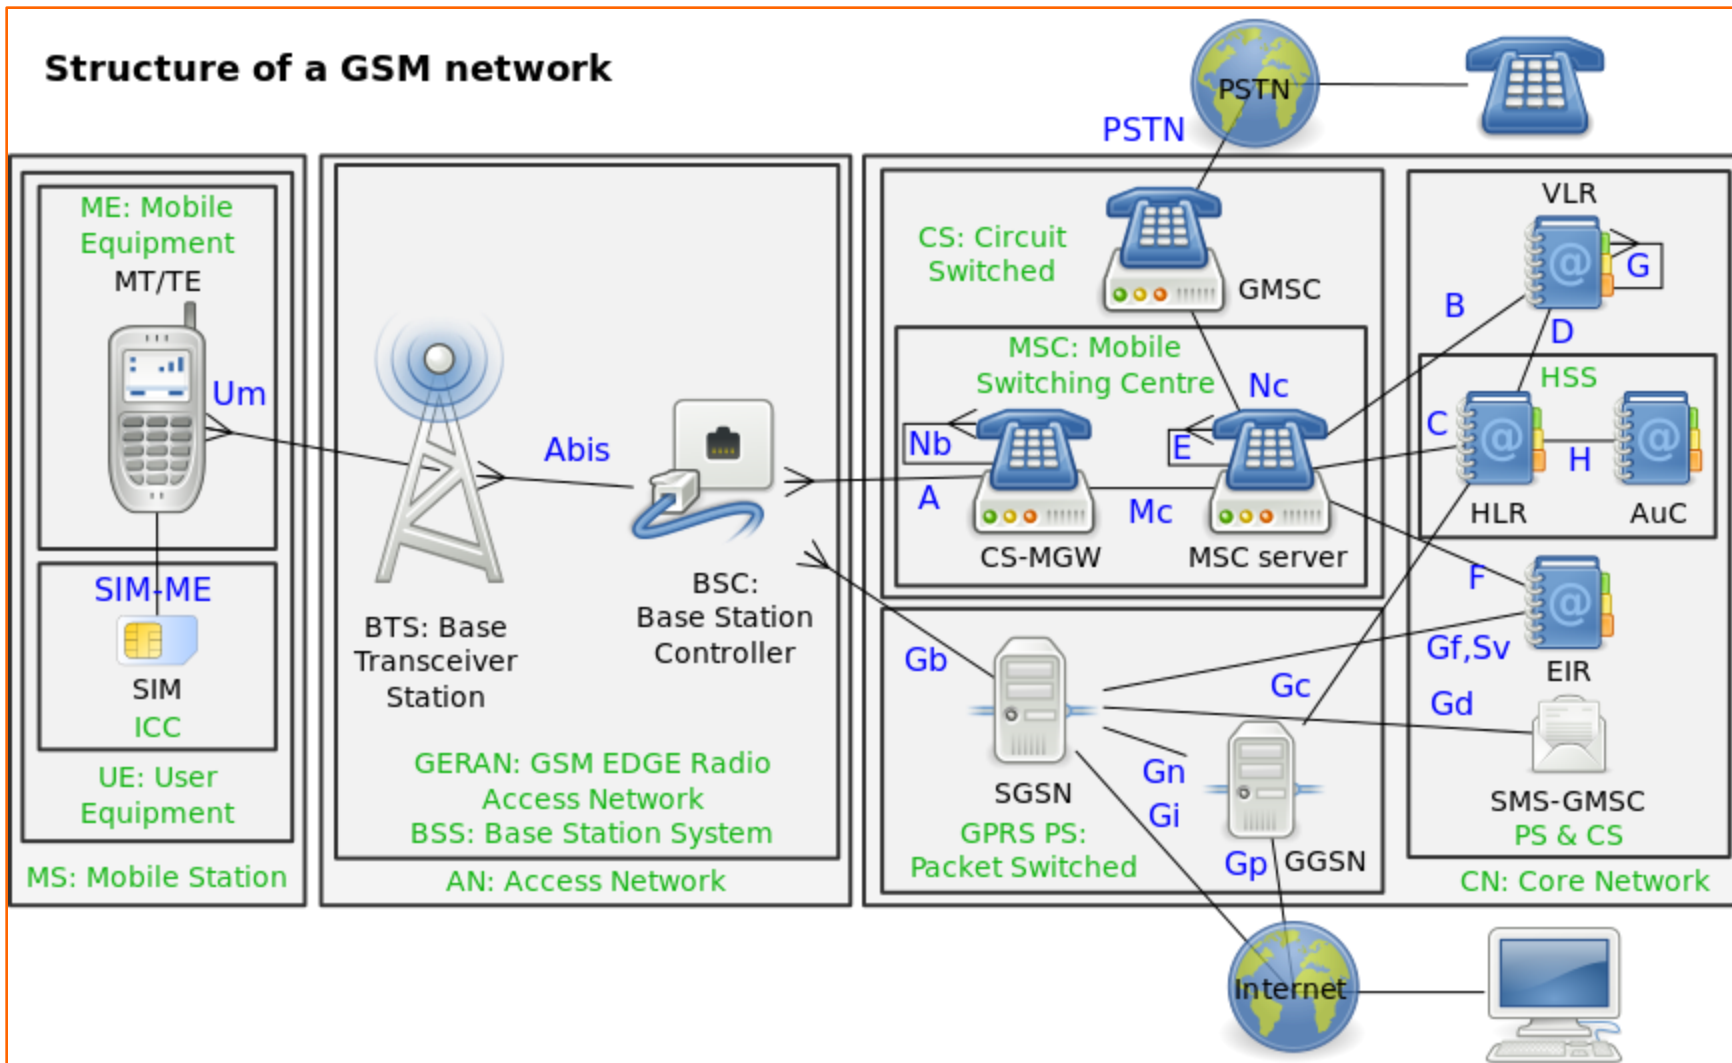 Structure of a GSM network
PSTN
PSTN
ME: Mobile
Equipment
MT/TE
Um
SIM-ME
SIM
ICC
UE: User
Equipment
MS: Mobile Station
Abis
BTS: Base
Transceiver
Station
BSC:
Base Station
Controller
GERAN: GSM EDGE Radio
Access Network
BSS: Base Station System
AN: Access Network
CS: Circuit
Switched
GMSC
MSC: Mobile
Switching Centre
Nc
Nb
E
A
Mc
CS-MGW
MSC server
Gb
SGSN
GPRS PS:
Packet Switched
Gc
Gn
Gi
Gp
GGSN
VLR
G
B
D
HSS
C
H
HLR
AuC
F
Gf,Sv
EIR
Gd
SMS-GMSC
PS & CS
CN: Core Network
Internet